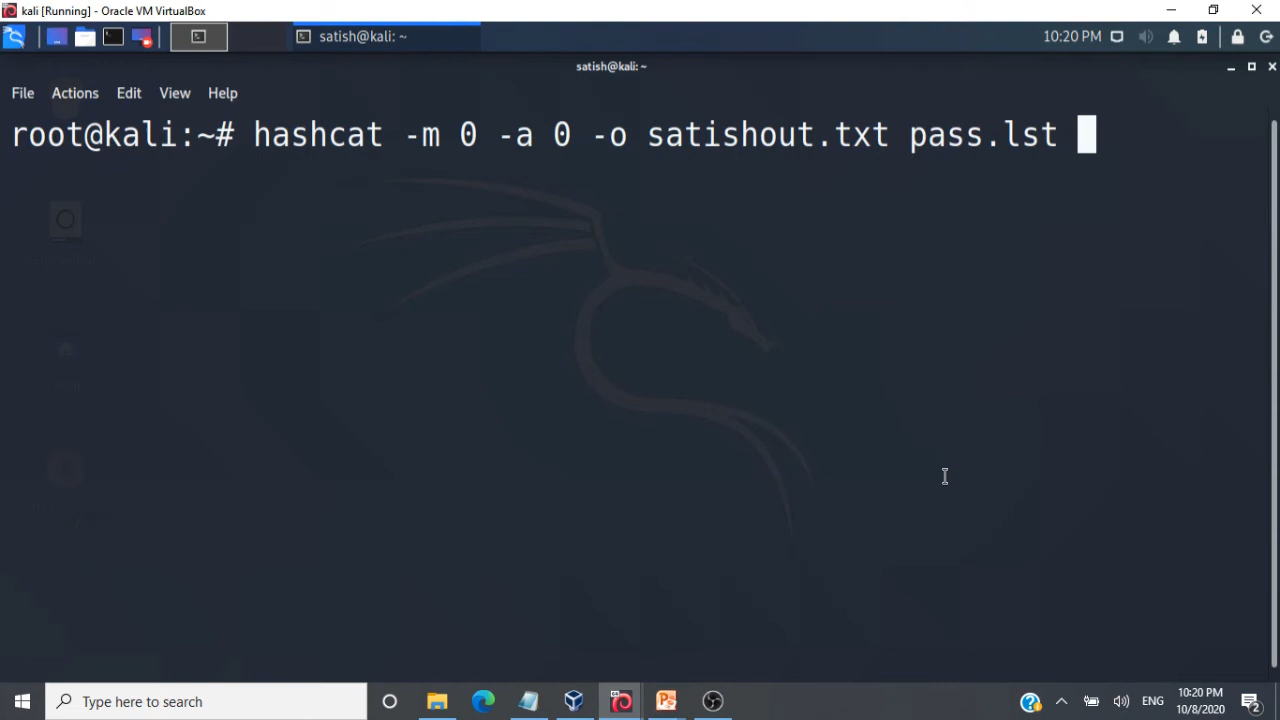 kali [Running] - Oracle VM VirtualBox
satish@kali: ~
10:20 PM
satish@kali: ~
File Actions Edit View Help
root@kali:~# hashcat -m 0 -a 0 -o satishout.txt pass.lst
Type here to search
ENG
10:20 PM
10/8/2020
2